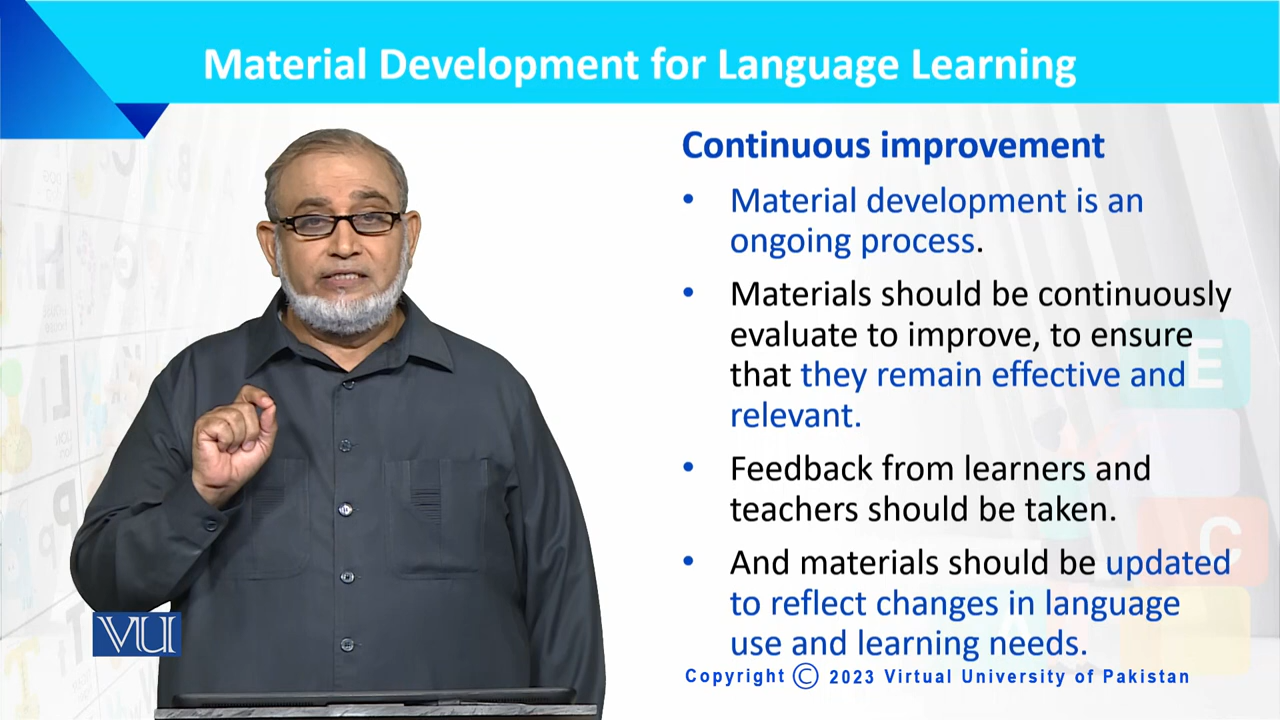 Material Development for Language Learning
Continuous improvement
• Material development is an
ongoing process.
• Materials should be continuously
evaluate to improve, to ensure
that they remain effective and
relevant.
• Feedback from learners and
teachers should be taken.
• And materials should be updated
to reflect changes in language
use and learning needs.
VU
Copyright © 2023 Virtual University of Pakistan